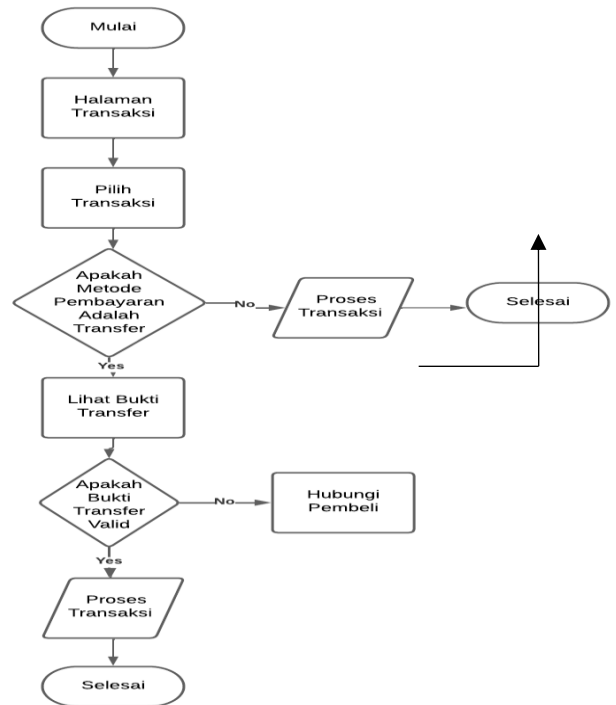 Mulai
Halaman
Transaksi
Pilih
Transaksi
Apakah
Metode
Pembayaran
Adalah
Transfer
No
Proses
Transaksi
Selesai
Yes
Lihat Bukti
Transfer
Apakah
Bukti
Transfer
Valid
No
Hubungi
Pembeli
Yes
Proses
Transaksi
Selesai